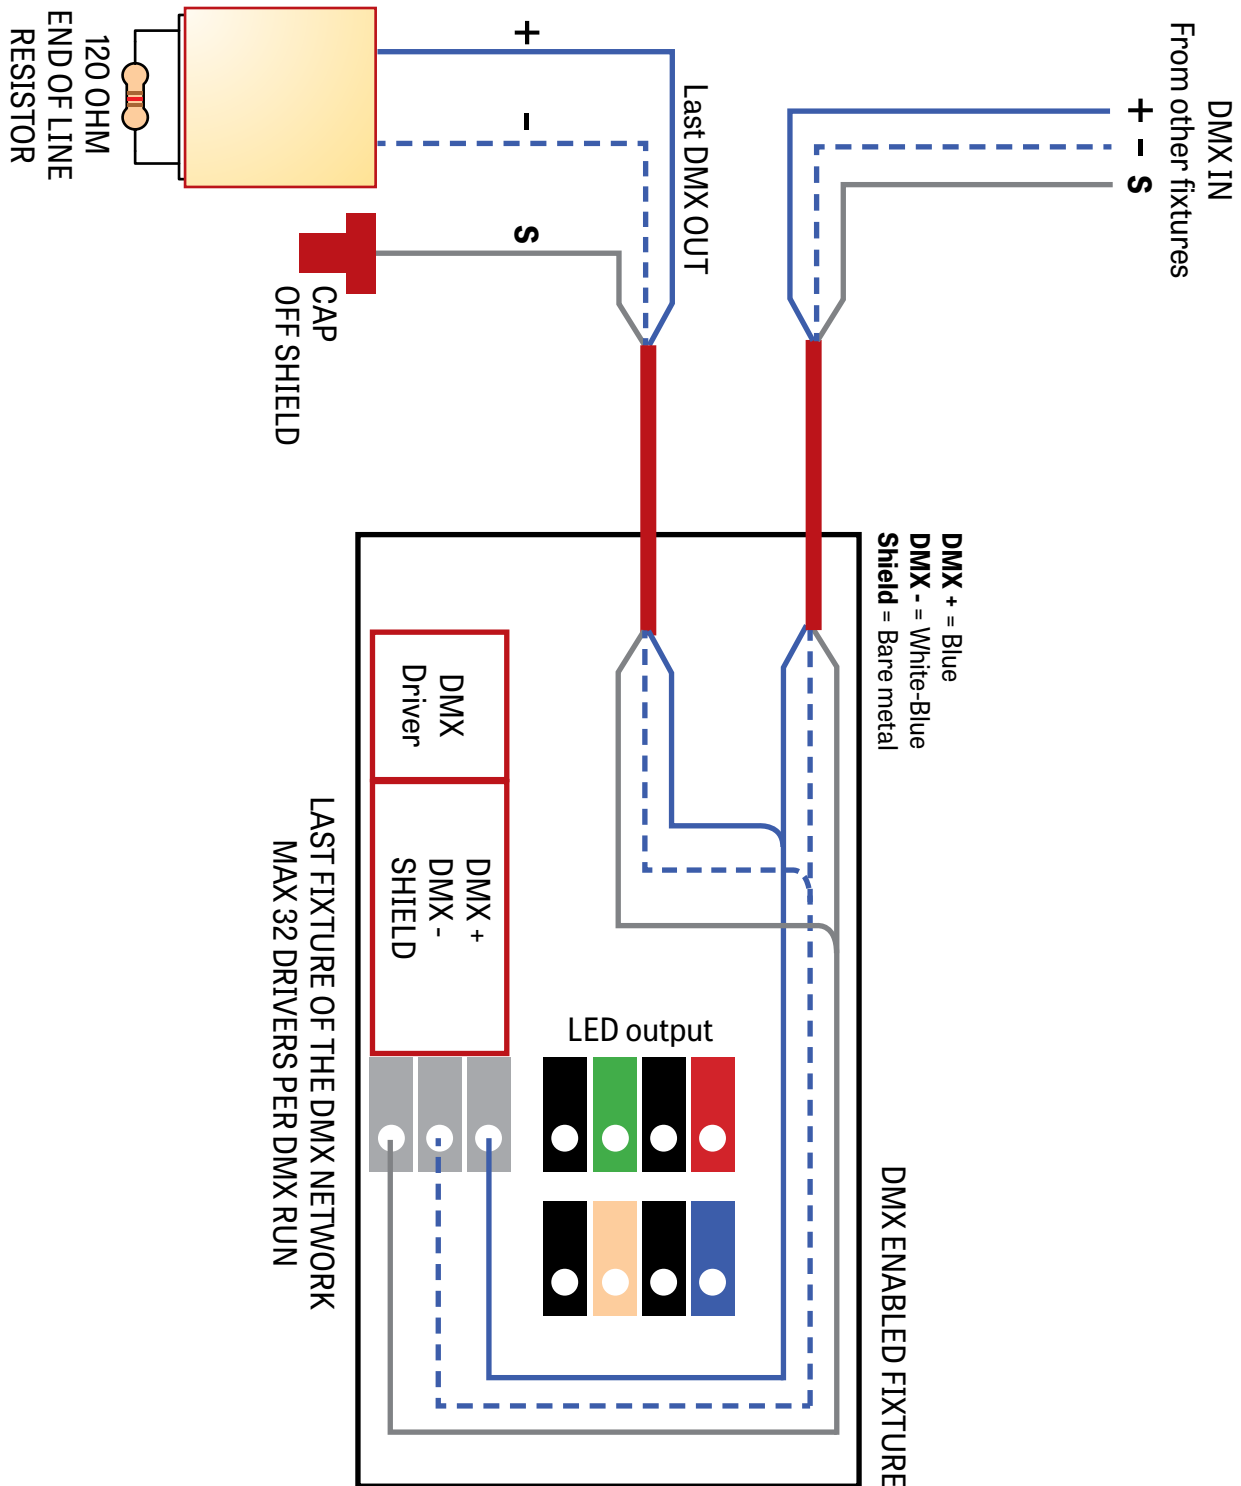 DMX IN
From other fixtures
+
-
S
Last DMX OUT
+
-
S
120 OHM
END OF LINE
RESISTOR
CAP
OFF SHIELD
DMX + = Blue
DMX - = White-Blue
Shield = Bare metal
DMX ENABLED FIXTURE
DMX
Driver
DMX +
DMX -
SHIELD
LED output
LAST FIXTURE OF THE DMX NETWORK
MAX 32 DRIVERS PER DMX RUN